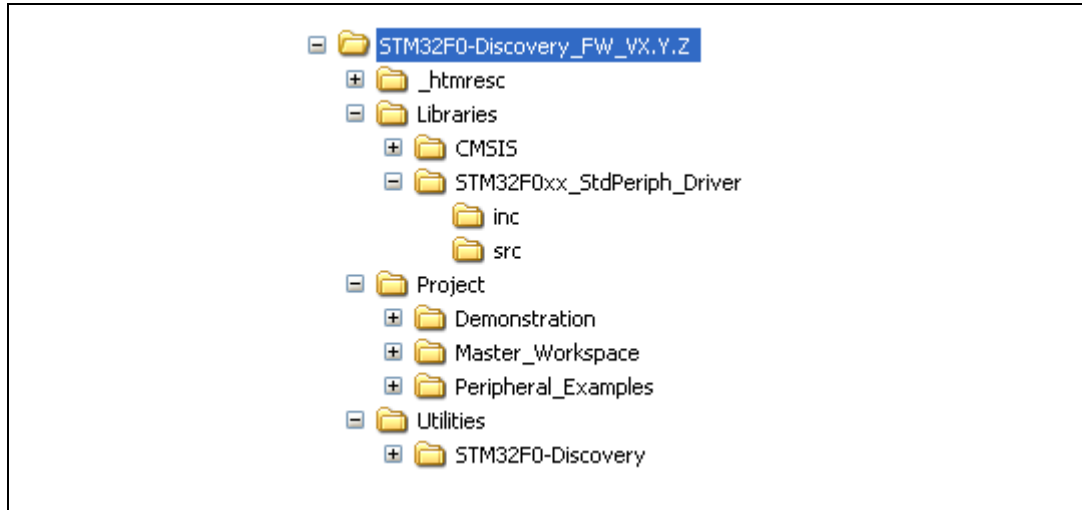 STM32F0-Discovery_FW_VX.Y.Z
_htmresc
Libraries
CMSIS
STM32F0xx_StdPeriph_Driver
inc
src
Project
Demonstration
Master_Workspace
Peripheral_Examples
Utilities
STM32F0-Discovery